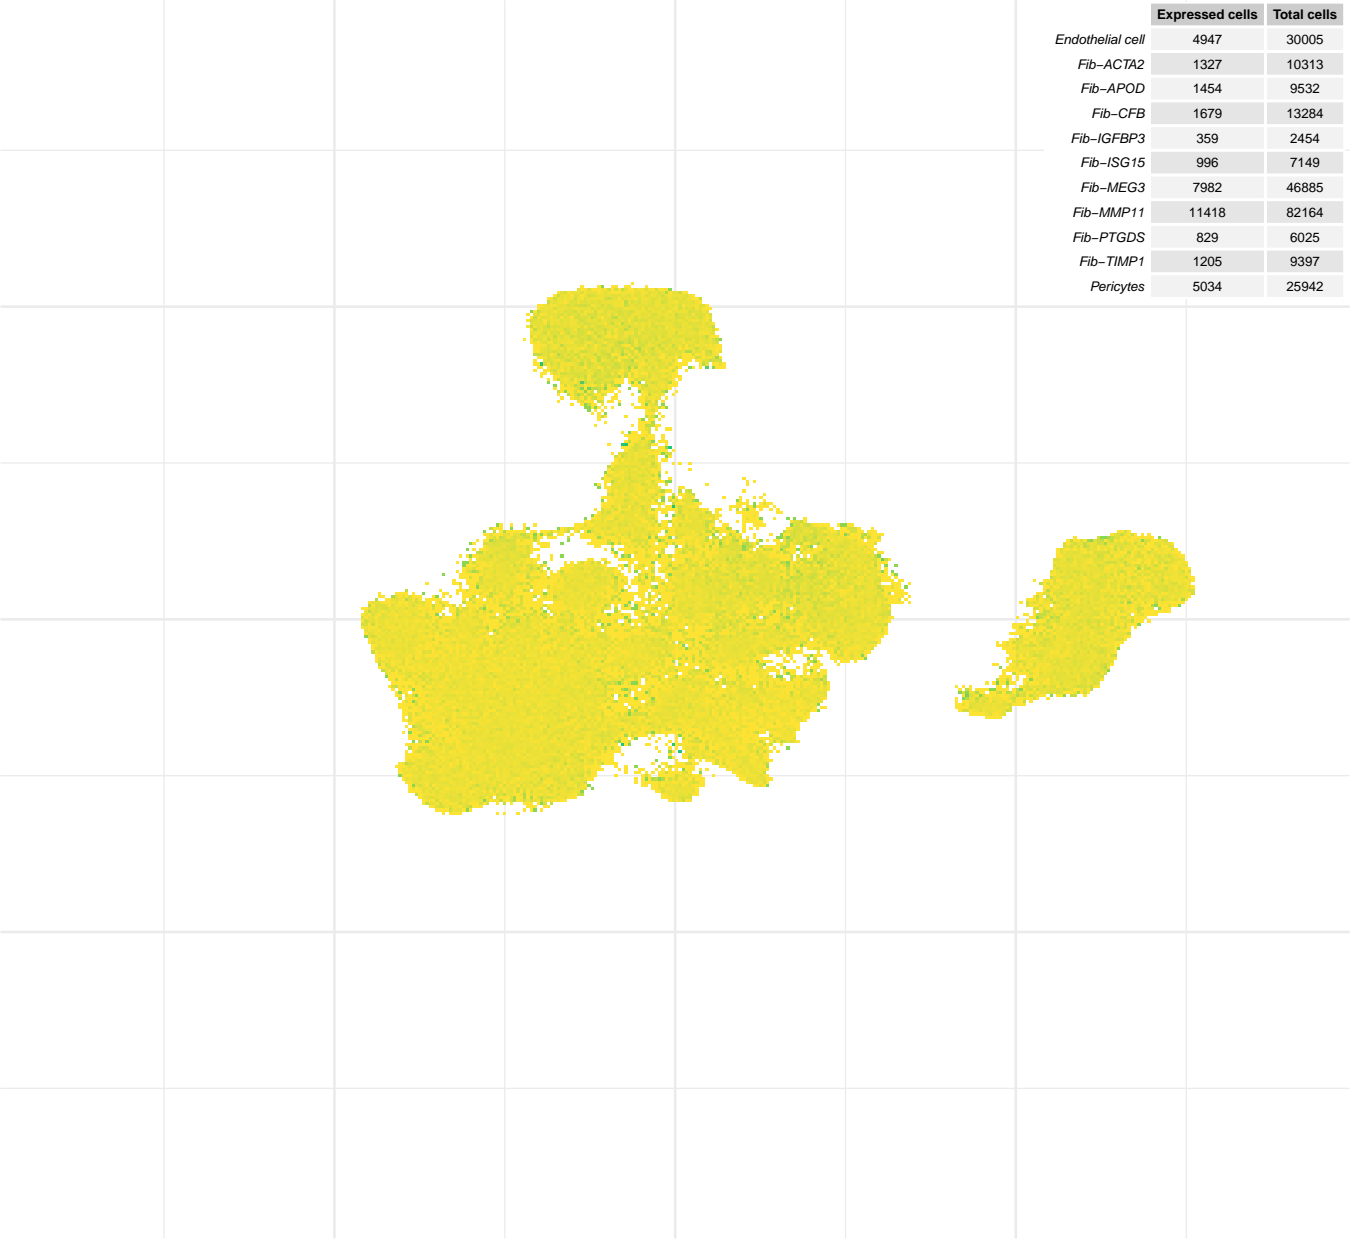 Expressed cells Total cells
Endothelial cell 4947 30005
Fib−ACTA2 1327 10313
Fib−APOD 1454 9532
Fib−CFB 1679 13284
Fib−IGFBP3 359 2454
Fib−ISG15 996 7149
Fib−MEG3 7982 46885
Fib−MMP11 11418 82164
Fib−PTGDS 829 6025
Fib−TIMP1 1205 9397
Pericytes 5034 25942